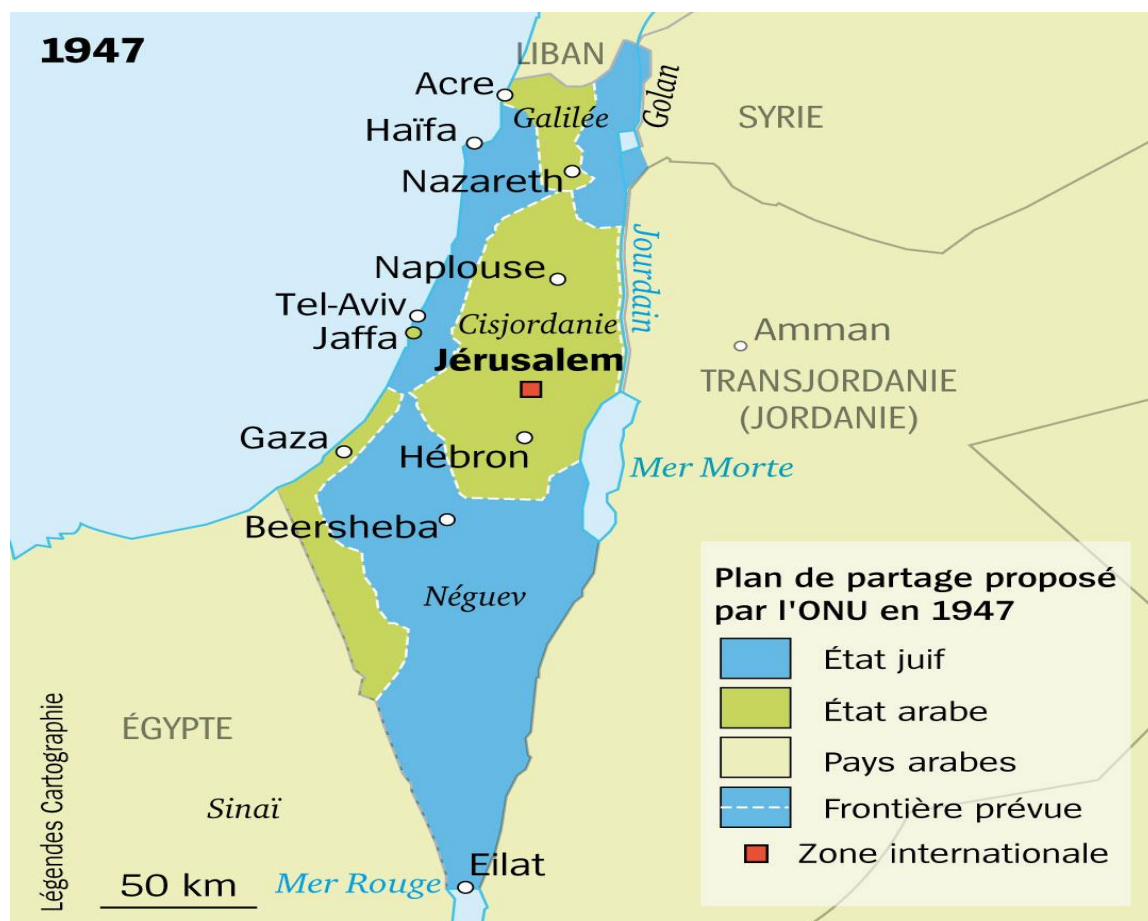 1947
LIBAN
Acre
Galilée
Golan
SYRIE
Haïfa
Nazareth
Jourdain
Naplouse
Tel-Aviv
Cisjordanie
Jaffa
Jérusalem
Amman
TRANSJORDANIE
(JORDANIE)
Gaza
Hébron
Mer Morte
Beersheba
Néguev
ÉGYPTE
Sinaï
Eilat
Mer Rouge
50 km
Légendes Cartographie
Plan de partage proposé
par l'ONU en 1947
État juif
État arabe
Pays arabes
Frontière prévue
Zone internationale